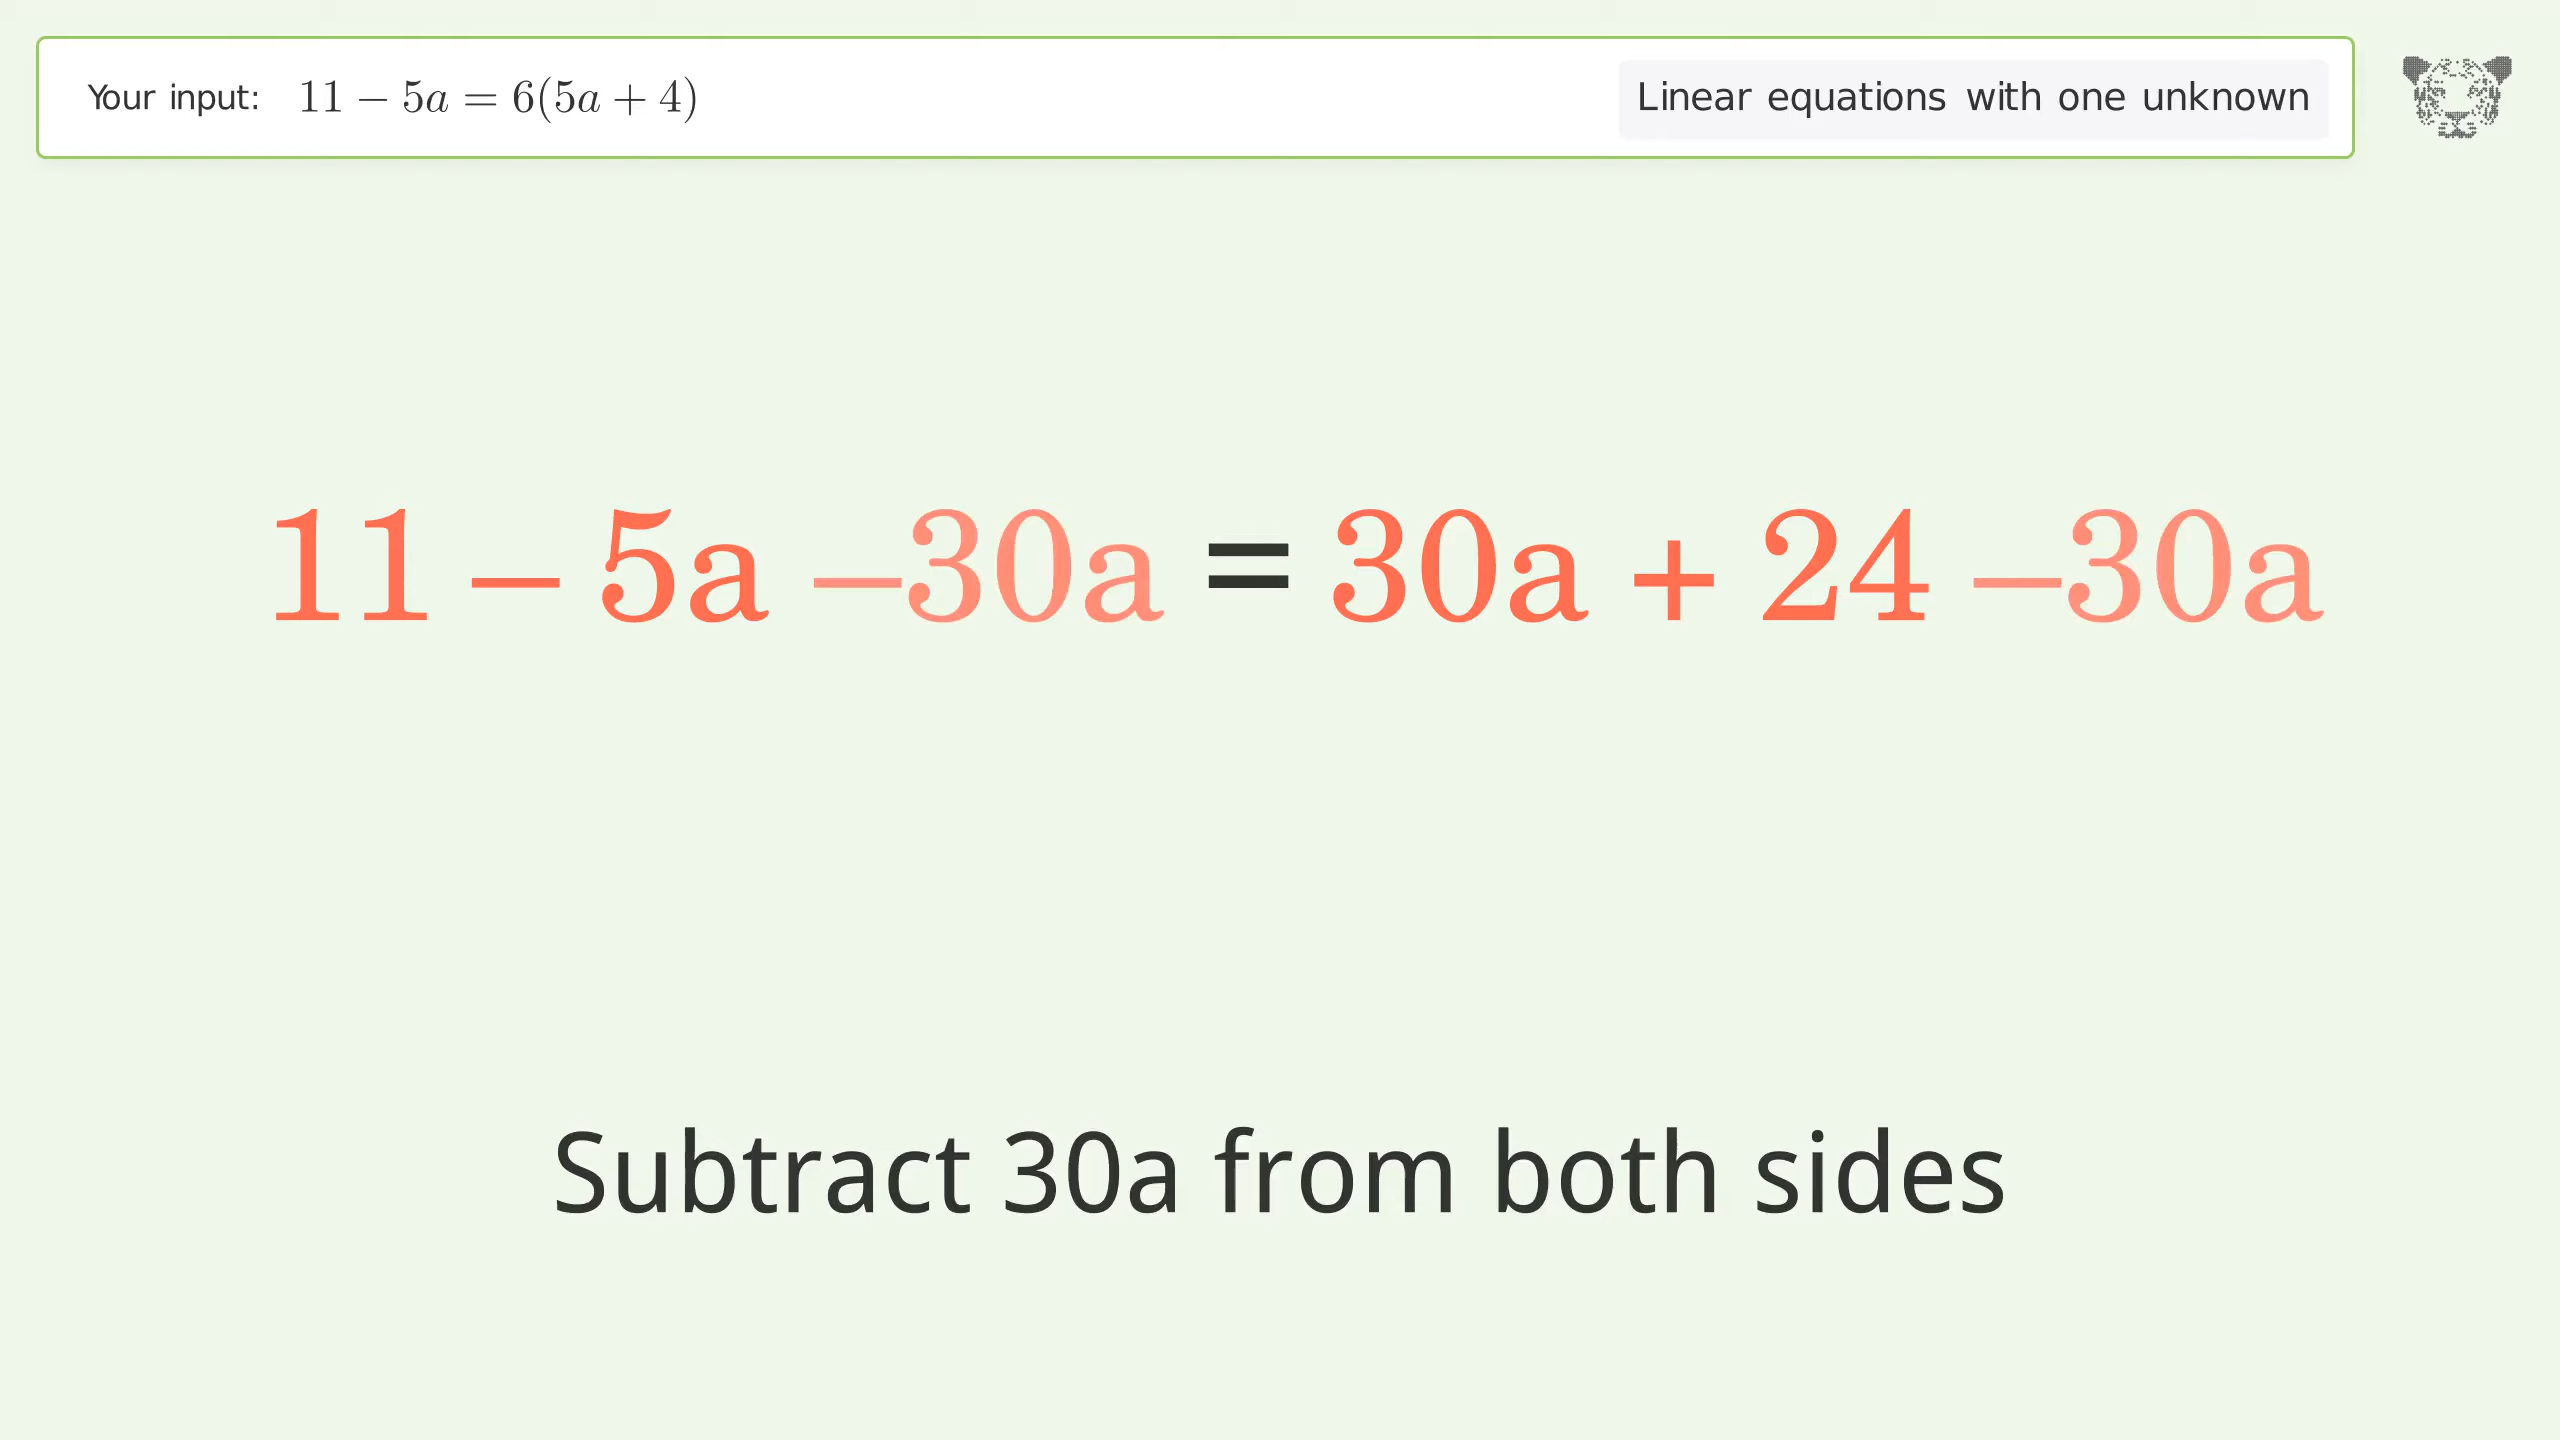 Your input: 11 − 5a = 6(5a + 4)
Linear equations with one unknown
11 – 5a –30a = 30a + 24 –30a
Subtract 30a from both sides